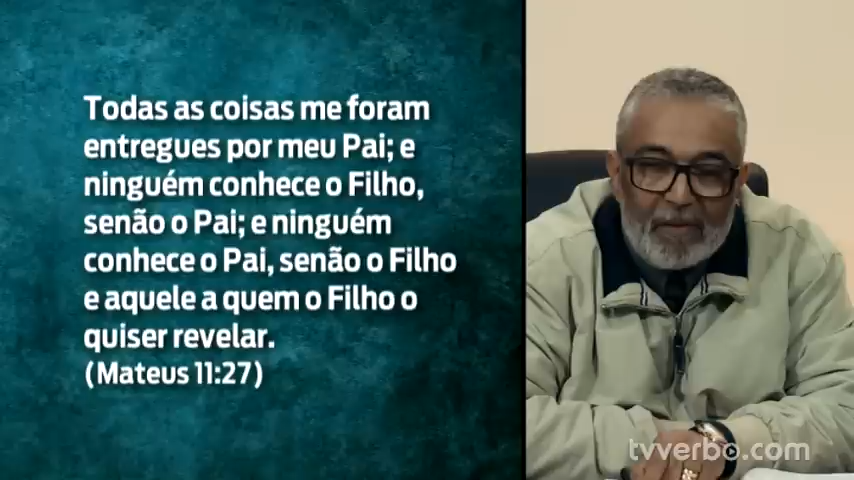 Todas as coisas me foram
entregues por meu Pai; e
ninguém conhece o Filho,
senão o Pai; e ninguém
conhece o Pai, senão o Filho
e aquele a quem o Filho o
quiser revelar.
(Mateus 11:27)
tvverbo.com